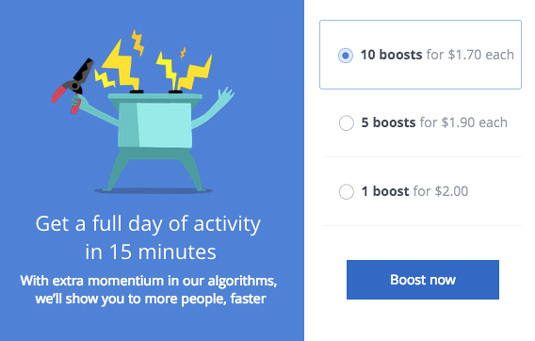 Get a full day of activity
in 15 minutes
With extra momentium in our algorithms,
we'll show you to more people, faster
10 boosts for $1.70 each
5 boosts for $1.90 each
1 boost for $2.00
Boost now